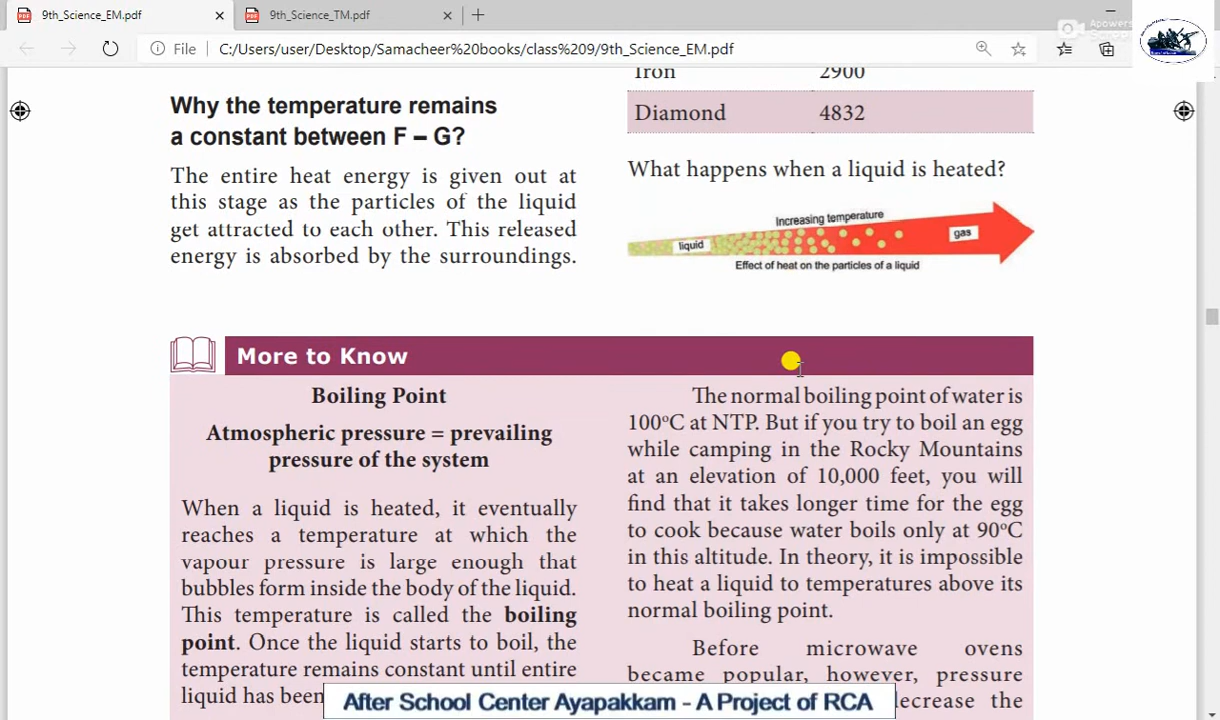 9th_Science_EM.pdf
9th_Science_TM.pdf
File
C:/Users/user/Desktop/Samacheer%20books/class%209/9th_Science_EM.pdf
Why the temperature remains
a constant between F – G?
The entire heat energy is given out at
this stage as the particles of the liquid
get attracted to each other. This released
energy is absorbed by the surroundings.
Iron 2900
Diamond 4832
What happens when a liquid is heated?
Increasing temperature
liquid
gas
Effect of heat on the particles of a liquid
More to Know
Boiling Point
Atmospheric pressure = prevailing
pressure of the system
When a liquid is heated, it eventually
reaches a temperature at which the
vapour pressure is large enough that
bubbles form inside the body of the liquid.
This temperature is called the boiling
point. Once the liquid starts to boil, the
temperature remains constant until entire
liquid has been
The normal boiling point of water is
100°C at NTP. But if you try to boil an egg
while camping in the Rocky Mountains
at an elevation of 10,000 feet, you will
find that it takes longer time for the egg
to cook because water boils only at 90°C
in this altitude. In theory, it is impossible
to heat a liquid to temperatures above its
normal boiling point.
Before microwave ovens
became popular, however, pressure
decrease the
After School Center Ayapakkam - A Project of RCA